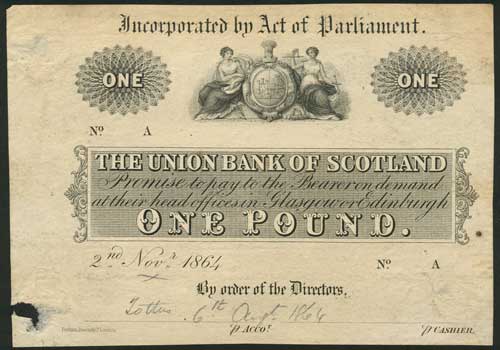 Incorporated by Act of Parliament.
ONE ONE
No. A
THE UNION BANK OF SCOTLAND
Promise to pay to the Bearer on demand
at their head offices in Glasgow or Edinburgh
ONE POUND.
2nd Novr 1864 No. A
By order of the Directors,
6th Augt 1864
p Accot. p CASHIER.